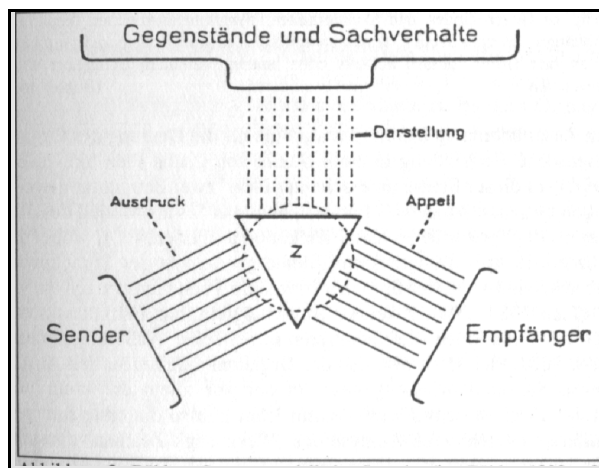 Gegenstände und Sachverhalte
Darstellung
Ausdruck
Appell
Z
Sender
Empfänger